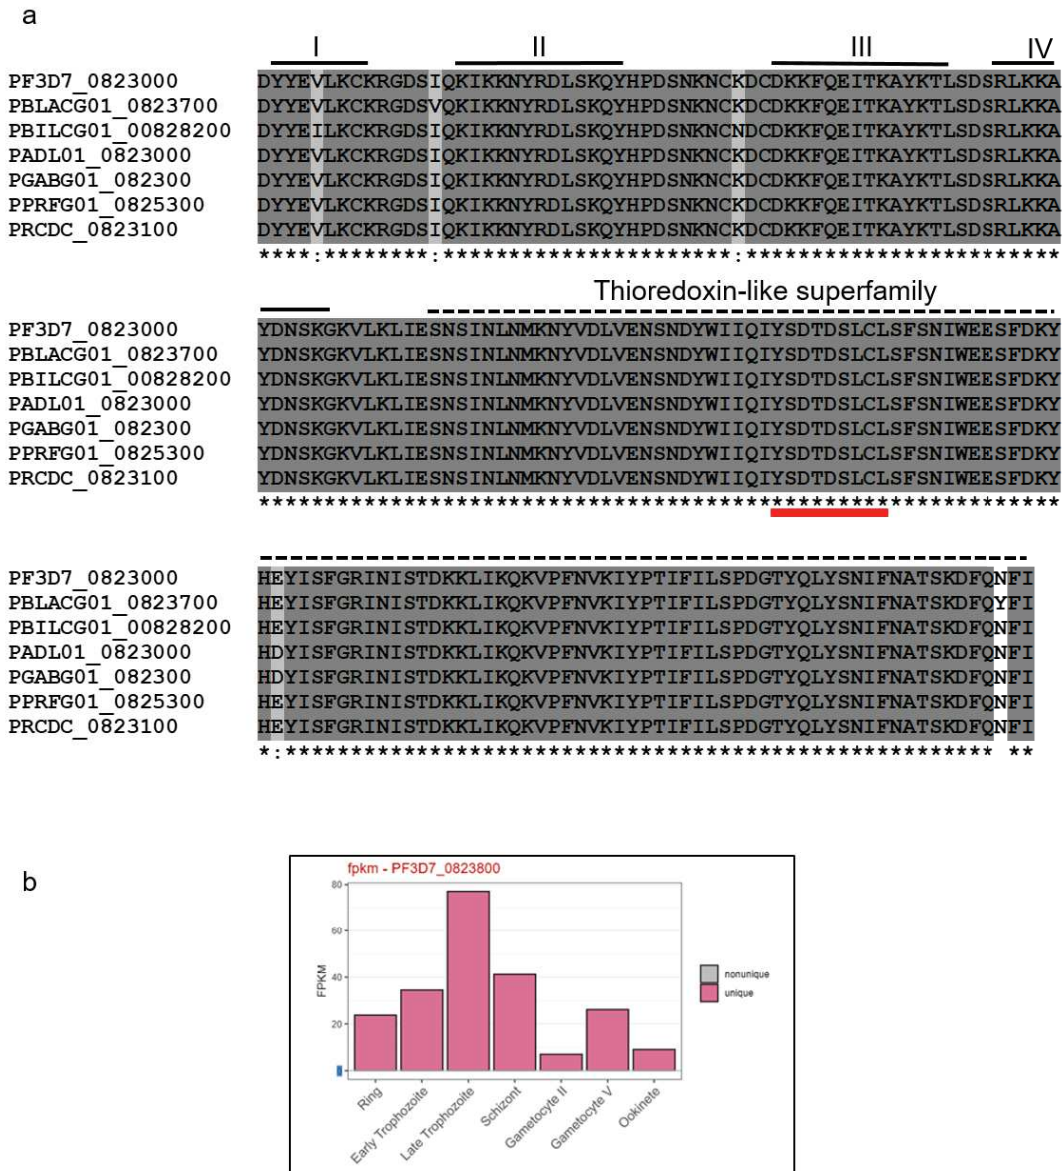 a
I II III IV
PF3D7_0823000 DYYEVLKCKRGDSIQKIKKNYRDLSKQYHPDSNKNCKDCDKKFQEITKAYKTLSDSRLKKA
PBLACG01_0823700 DYYEVLKCKRGDSVQKIKKNYRDLSKQYHPDSNKNCKDCDKKFQEITKAYKTLSDSRLKKA
PBILCG01_00828200 DYYEILKCKRGDSIQKIKKNYRDLSKQYHPDSNKNCNDCDKKFQEITKAYKTLSDSRLKKA
PADL01_0823000 DYYEVLKCKRGDSIQKIKKNYRDLSKQYHPDSNKNCKDCDKKFQEITKAYKTLSDSRLKKA
PGABG01_082300 DYYEVLKCKRGDSIQKIKKNYRDLSKQYHPDSNKNCKDCDKKFQEITKAYKTLSDSRLKKA
PPRFG01_0825300 DYYEVLKCKRGDSIQKIKKNYRDLSKQYHPDSNKNCKDCDKKFQEITKAYKTLSDSRLKKA
PRCDC_0823100 DYYEVLKCKRGDSIQKIKKNYRDLSKQYHPDSNKNCKDCDKKFQEITKAYKTLSDSRLKKA
****:********:**********************:************************
Thioredoxin-like superfamily
PF3D7_0823000 YDNSKGKVLKLIESNSINLNMKNYVDLVENSNDYWIIQIYSDTDSLCLSFSNIWEESFDKY
PBLACG01_0823700 YDNSKGKVLKLIESNSINLNMKNYVDLVENSNDYWIIQIYSDTDSLCLSFSNIWEESFDKY
PBILCG01_00828200 YDNSKGKVLKLIESNSINLNMKNYVDLVENSNDYWIIQIYSDTDSLCLSFSNIWEESFDKY
PADL01_0823000 YDNSKGKVLKLIESNSINLNMKNYVDLVENSNDYWIIQIYSDTDSLCLSFSNIWEESFDKY
PGABG01_082300 YDNSKGKVLKLIESNSINLNMKNYVDLVENSNDYWIIQIYSDTDSLCLSFSNIWEESFDKY
PPRFG01_0825300 YDNSKGKVLKLIESNSINLNMKNYVDLVENSNDYWIIQIYSDTDSLCLSFSNIWEESFDKY
PRCDC_0823100 YDNSKGKVLKLIESNSINLNMKNYVDLVENSNDYWIIQIYSDTDSLCLSFSNIWEESFDKY
*************************************************************
PF3D7_0823000 HEYISFGRINISTDKKLIKQKVPFNVKIYPTIFILSPDGTYQLYSNIFNATSKDFQNFI
PBLACG01_0823700 HEYISFGRINISTDKKLIKQKVPFNVKIYPTIFILSPDGTYQLYSNIFNATSKDFQYFI
PBILCG01_00828200 HEYISFGRINISTDKKLIKQKVPFNVKIYPTIFILSPDGTYQLYSNIFNATSKDFQNFI
PADL01_0823000 HDYISFGRINISTDKKLIKQKVPFNVKIYPTIFILSPDGTYQLYSNIFNATSKDFQNFI
PGABG01_082300 HDYISFGRINISTDKKLIKQKVPFNVKIYPTIFILSPDGTYQLYSNIFNATSKDFQNFI
PPRFG01_0825300 HEYISFGRINISTDKKLIKQKVPFNVKIYPTIFILSPDGTYQLYSNIFNATSKDFQNFI
PRCDC_0823100 HEYISFGRINISTDKKLIKQKVPFNVKIYPTIFILSPDGTYQLYSNIFNATSKDFQNFI
*:****************************************************** **
b
fpkm - PF3D7_0823800
80
60
40
20
FPKM
nonunique
unique
Ring
Early Trophozoite
Late Trophozoite
Schizont
Gametocyte II
Gametocyte V
Ookinete